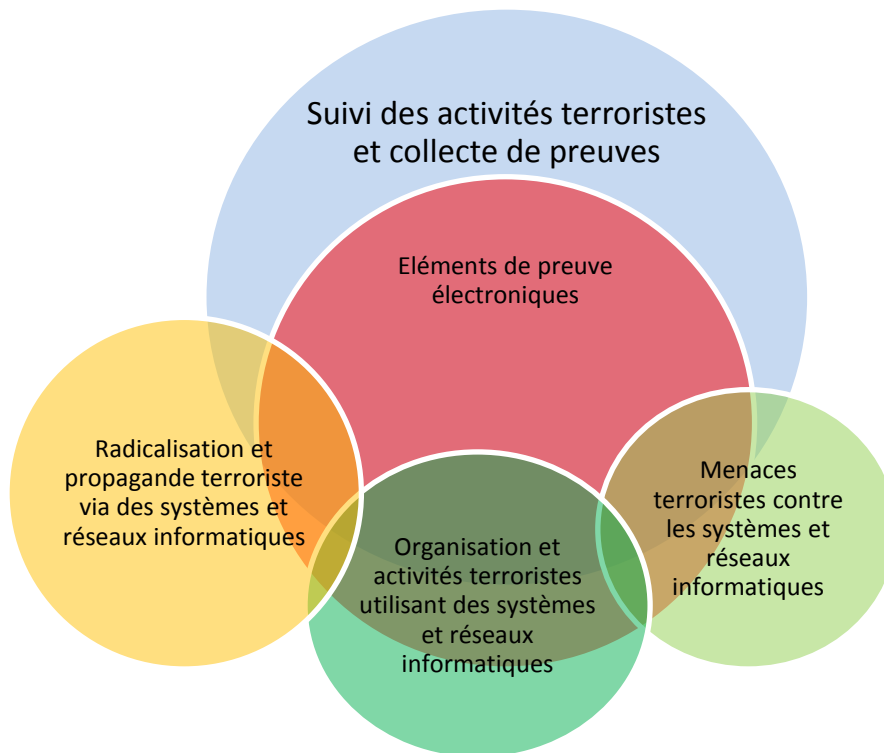 Suivi des activités terroristes
et collecte de preuves
Eléments de preuve
électroniques
Radicalisation et
propagande terroriste
via des systèmes et
réseaux informatiques
Organisation et
activités terroristes
utilisant des systèmes
et réseaux
informatiques
Menaces
terroristes contre
les systèmes et
réseaux
informatiques